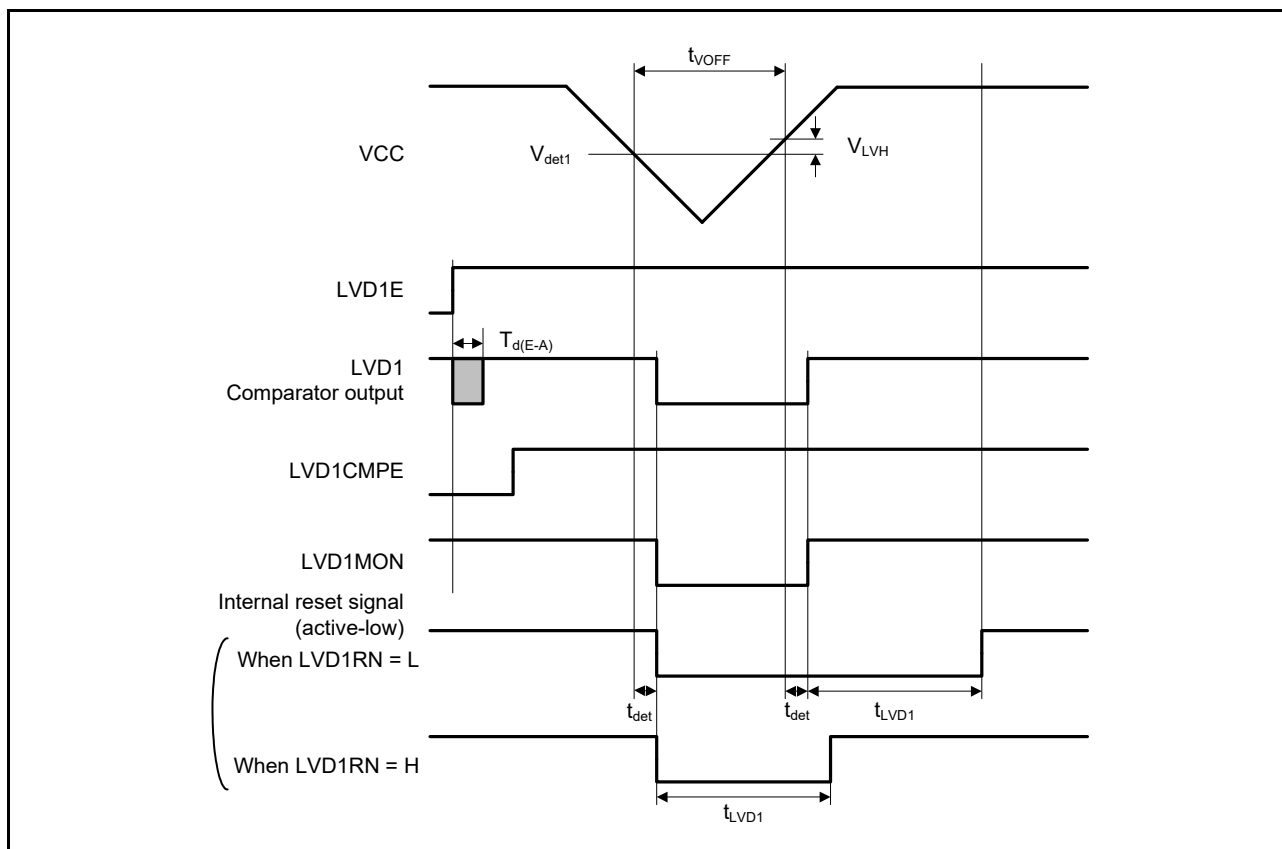 tVOFF
VCC
Vdet1
VLVH
LVD1E
Td(E-A)
LVD1
Comparator output
LVD1CMPE
LVD1MON
Internal reset signal
(active-low)
When LVD1RN = L
tdet
tdet
tLVD1
When LVD1RN = H
tLVD1